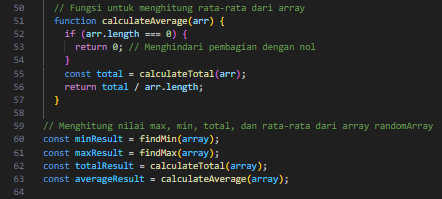 50 // Fungsi untuk menghitung rata-rata dari array
51 function calculateAverage(arr) {
52 if (arr.length === 0) {
53 return 0; // Menghindari pembagian dengan nol
54 }
55 const total = calculateTotal(arr);
56 return total / arr.length;
57 }
58
59 // Menghitung nilai max, min, total, dan rata-rata dari array randomArray
60 const minResult = findMin(array);
61 const maxResult = findMax(array);
62 const totalResult = calculateTotal(array);
63 const averageResult = calculateAverage(array);
64